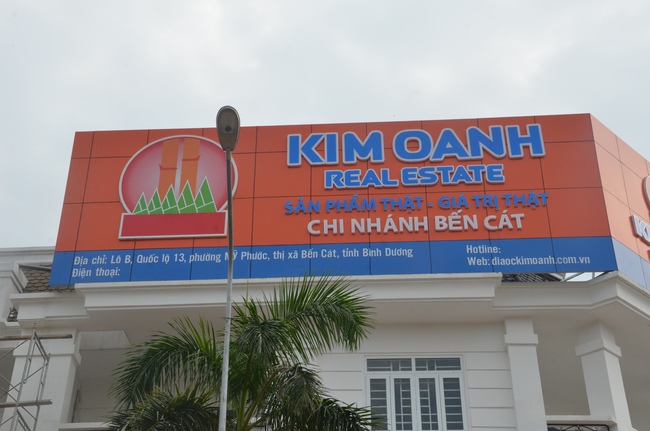 KIM OANH
REAL ESTATE
SẢN PHẨM THẬT - GIÁ TRỊ THẬT
CHI NHÁNH BẾN CÁT
Địa chỉ: Lô B, Quốc lộ 13, phường Mỹ Phước, thị xã Bến Cát, tỉnh Bình Dương
Điện thoại:
Hotline:
Web: diaockimoanh.com.vn